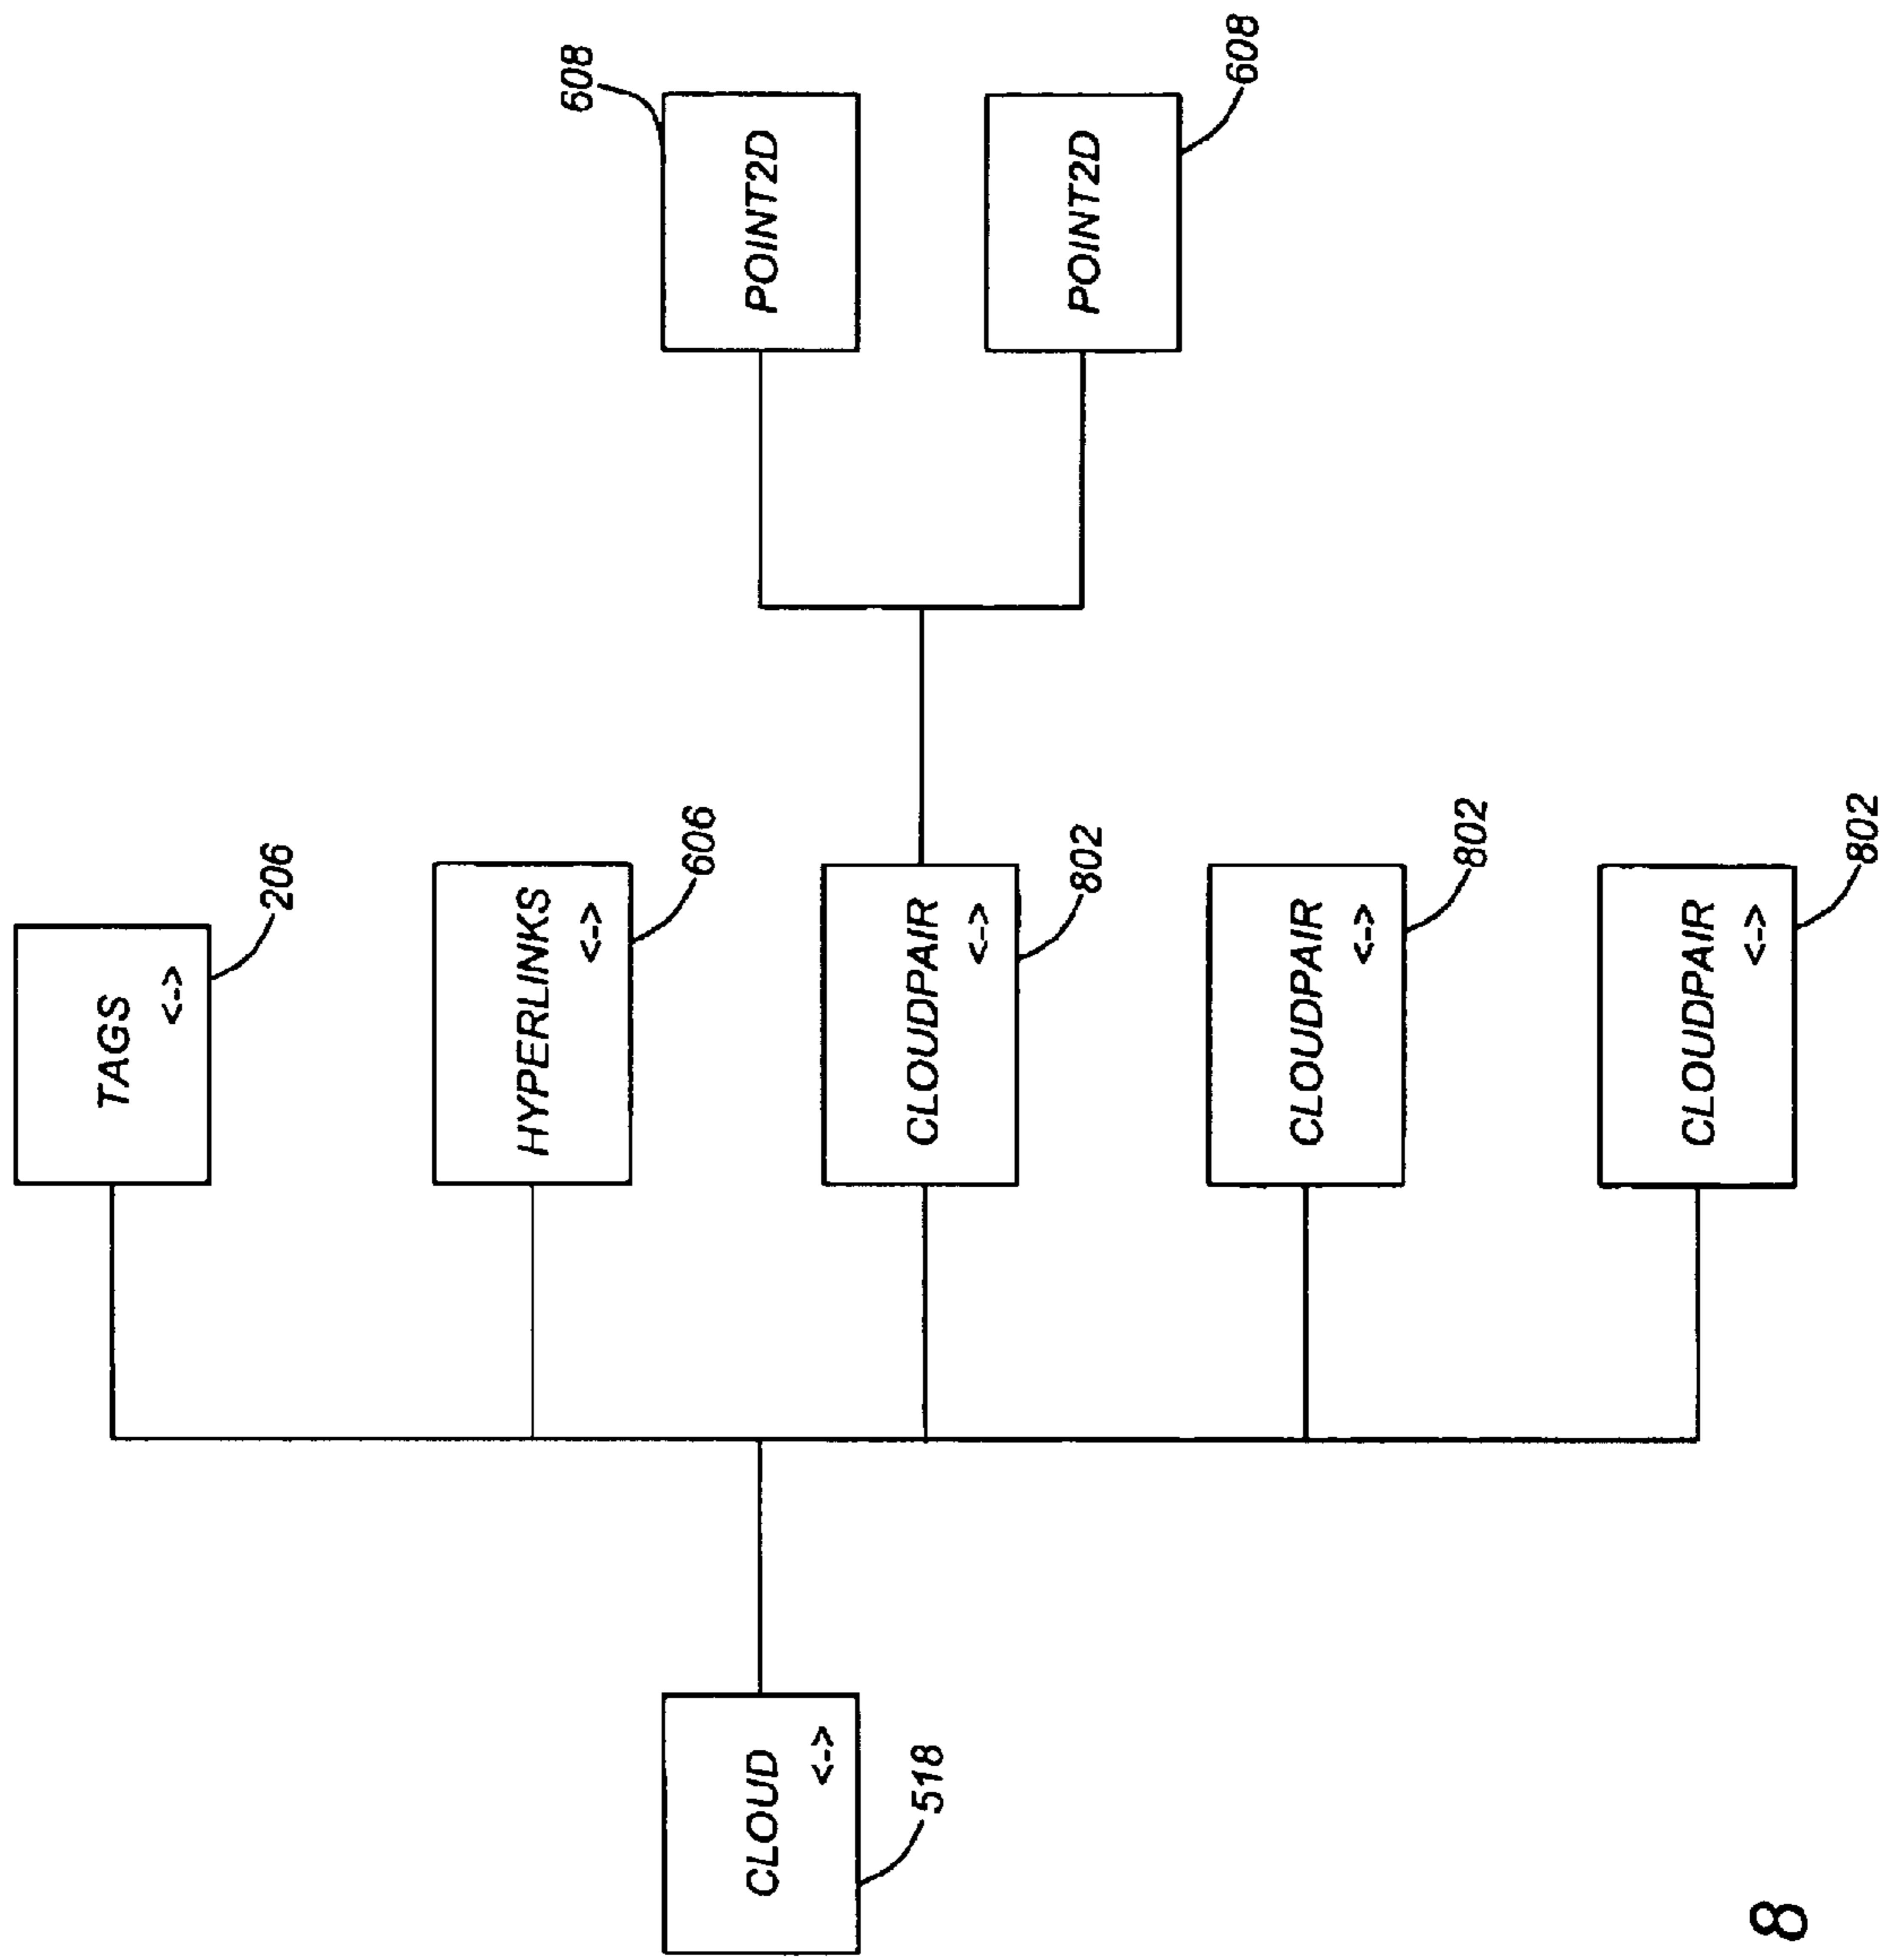 TAGS
<->
206
HYPERLINKS
<->
606
CLOUD
<->
518
CLOUDPAIR
<->
802
POINT2D
608
POINT2D
608
CLOUDPAIR
<->
802
CLOUDPAIR
<->
802
8